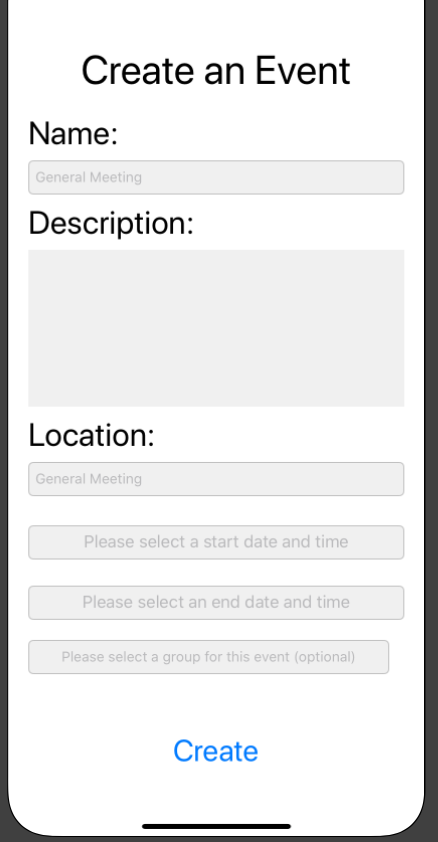 Create an Event
Name:
General Meeting
Description:
Location:
General Meeting
Please select a start date and time
Please select an end date and time
Please select a group for this event (optional)
Create